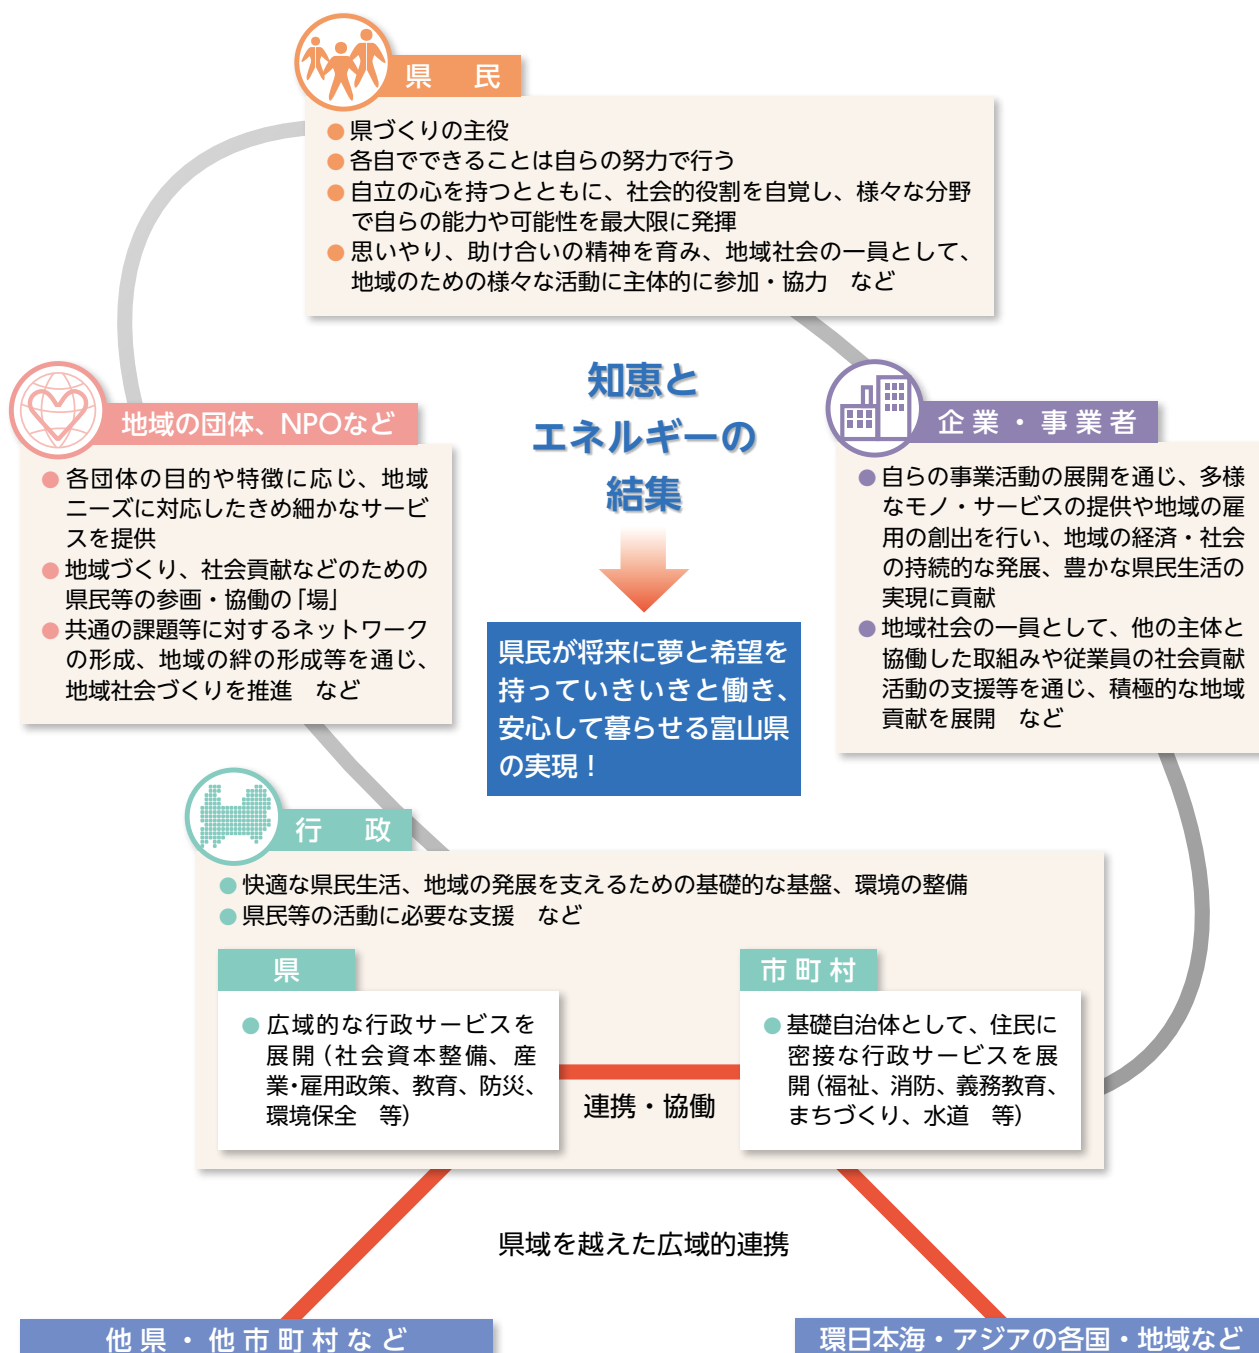 県　民
●県づくりの主役
●各自でできることは自らの努力で行う
●自立の心を持つとともに、社会的役割を自覚し、様々な分野
で自らの能力や可能性を最大限に発揮
●思いやり、助け合いの精神を育み、地域社会の一員として、
地域のための様々な活動に主体的に参加・協力　など
地域の団体、NPOなど
●各団体の目的や特徴に応じ、地域
ニーズに対応したきめ細かなサービ
スを提供
●地域づくり、社会貢献などのための
県民等の参画・協働の「場」
●共通の課題等に対するネットワーク
の形成、地域の絆の形成等を通じ、
地域社会づくりを推進　など
知恵と
エネルギーの
結集
県民が将来に夢と希望を
持っていきいきと働き、
安心して暮らせる富山県
の実現！
企業・事業者
●自らの事業活動の展開を通じ、多様
なモノ・サービスの提供や地域の雇
用の創出を行い、地域の経済・社会
の持続的な発展、豊かな県民生活の
実現に貢献
●地域社会の一員として、他の主体と
協働した取組みや従業員の社会貢献
活動の支援等を通じ、積極的な地域
貢献を展開　など
行　政
●快適な県民生活、地域の発展を支えるための基礎的な基盤、環境の整備
●県民等の活動に必要な支援　など
県
●広域的な行政サービスを
展開（社会資本整備、産
業・雇用政策、教育、防災、
環境保全　等）
連携・協働
市町村
●基礎自治体として、住民に
密接な行政サービスを展
開（福祉、消防、義務教育、
まちづくり、水道　等）
県域を越えた広域的連携
他県・他市町村など
環日本海・アジアの各国・地域など